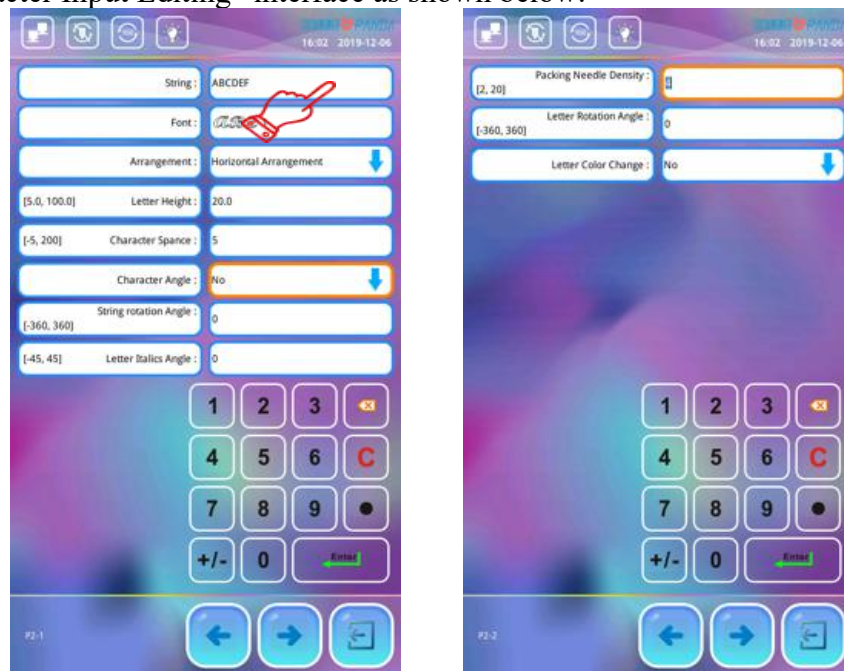 eter Input Editing" interface as shown below.
16:02 2019-12-06
String :
ABCDEF
Font :
Arrangement :
Horizontal Arrangement
[5.0, 100.0] Letter Height :
20.0
[-5, 200] Character Spance :
5
Character Angle :
No
String rotation Angle :
[-360, 360]
0
[-45, 45] Letter Italics Angle :
0
1 2 3
4 5 6 C
7 8 9
+/- 0 Enter
P2-1
PANDA
16:02 2019-12-06
Packing Needle Density :
[2, 20]
Letter Rotation Angle :
[-360, 360]
0
Letter Color Change :
No
1 2 3
4 5 6 C
7 8 9
+/- 0 Enter
P2-2